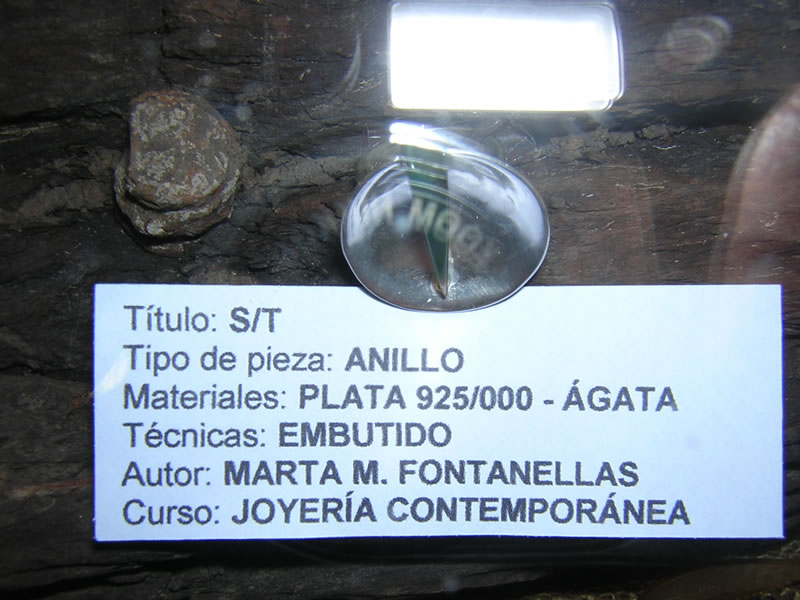 Título: S/T
Tipo de pieza: ANILLO
Materiales: PLATA 925/000 - ÁGATA
Técnicas: EMBUTIDO
Autor: MARTA M. FONTANELLAS
Curso: JOYERÍA CONTEMPORÁNEA